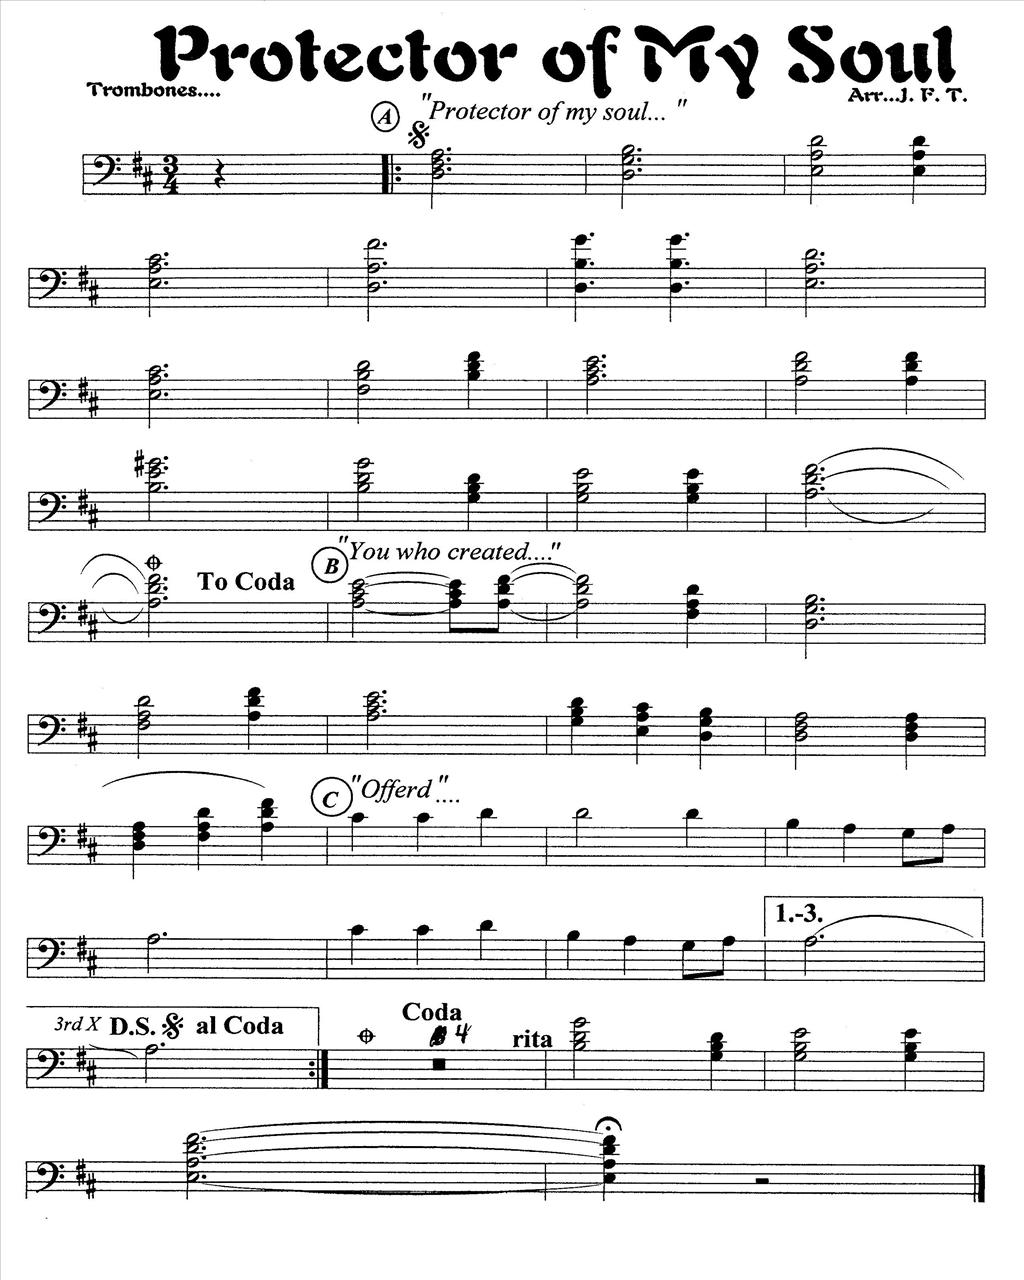 Protector of My Soul
Trombones....
Arr...J. F. T.
A "Protector of my soul... "
3
4
To Coda
B "You who created...."
C "Offerd"....
1.-3.
3rd X D.S. al Coda
Coda
4
rita